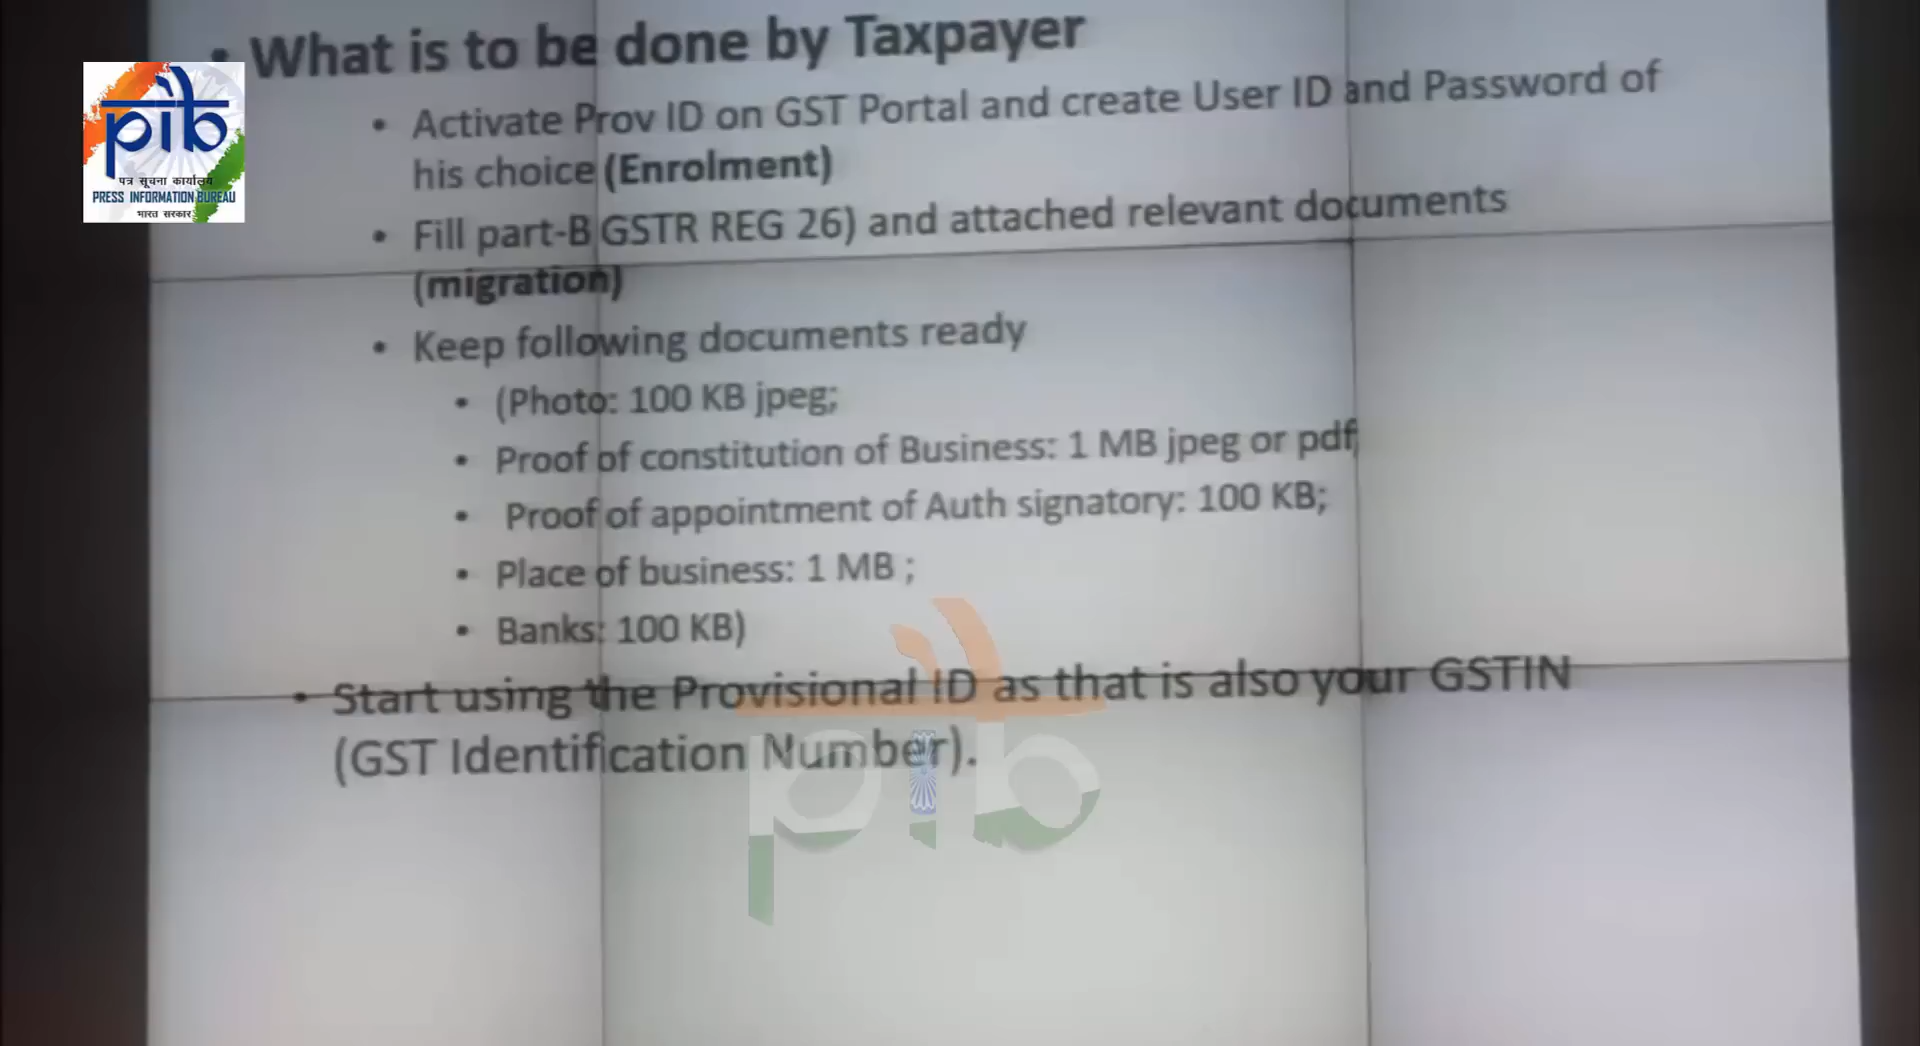 • What is to be done by Taxpayer
• Activate Prov ID on GST Portal and create User ID and Password of
his choice (Enrolment)
• Fill part-B GSTR REG 26) and attached relevant documents
(migration)
• Keep following documents ready
• (Photo: 100 KB jpeg;
• Proof of constitution of Business: 1 MB jpeg or pdf;
• Proof of appointment of Auth signatory: 100 KB;
• Place of business: 1 MB ;
• Banks: 100 KB)
• Start using the Provisional ID as that is also your GSTIN
(GST Identification Number).
pib
पत्र सूचना कार्यालय
PRESS INFORMATION BUREAU
भारत सरकार
pib